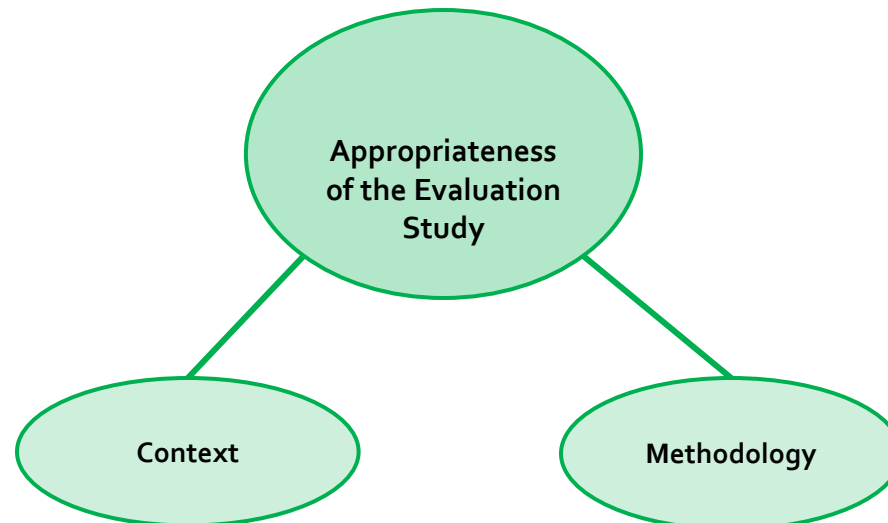 Appropriateness
of the Evaluation
Study
Context
Methodology